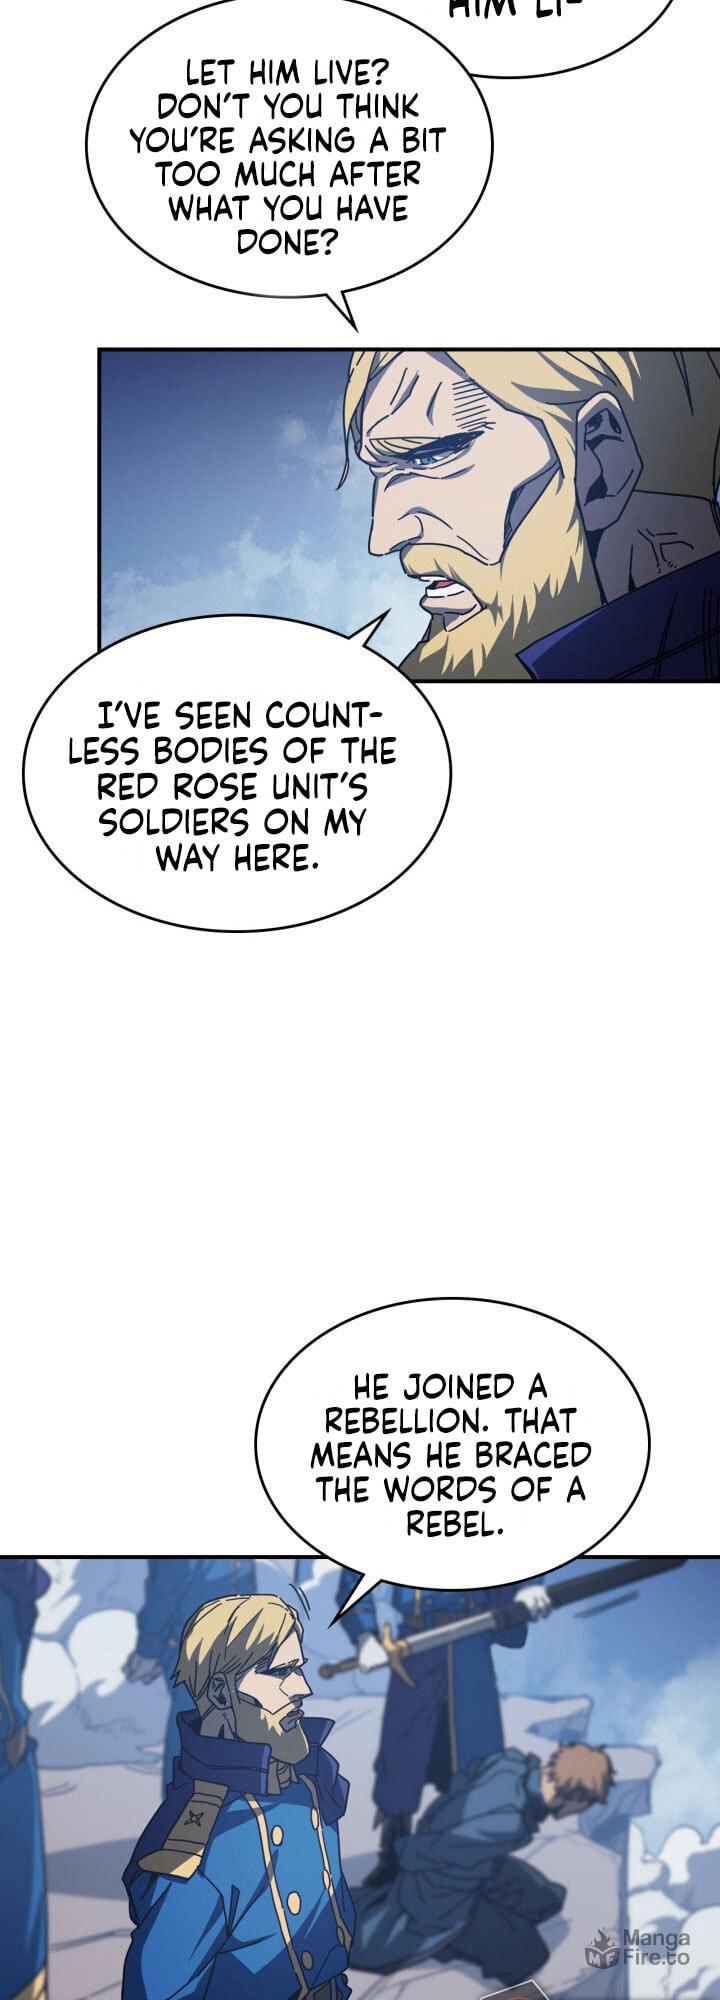 HIM LI-
LET HIM LIVE?
DON'T YOU THINK
YOU'RE ASKING A BIT
TOO MUCH AFTER
WHAT YOU HAVE
DONE?
I'VE SEEN COUNT-
LESS BODIES OF THE
RED ROSE UNIT'S
SOLDIERS ON MY
WAY HERE.
HE JOINED A
REBELLION. THAT
MEANS HE BRACED
THE WORDS OF A
REBEL.
MF
Manga
Fire.to